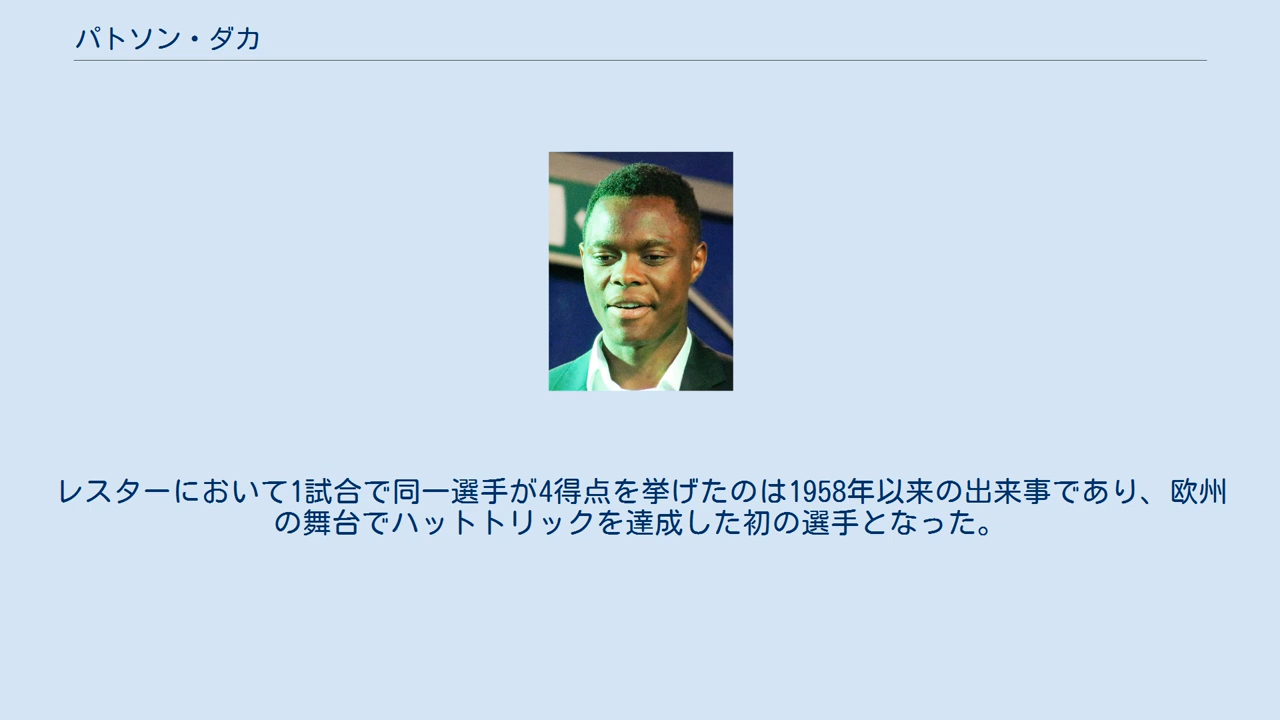 パトソン・ダカ
レスターにおいて1試合で同一選手が4得点を挙げたのは1958年以来の出来事であり、欧州
の舞台でハットトリックを達成した初の選手となった。